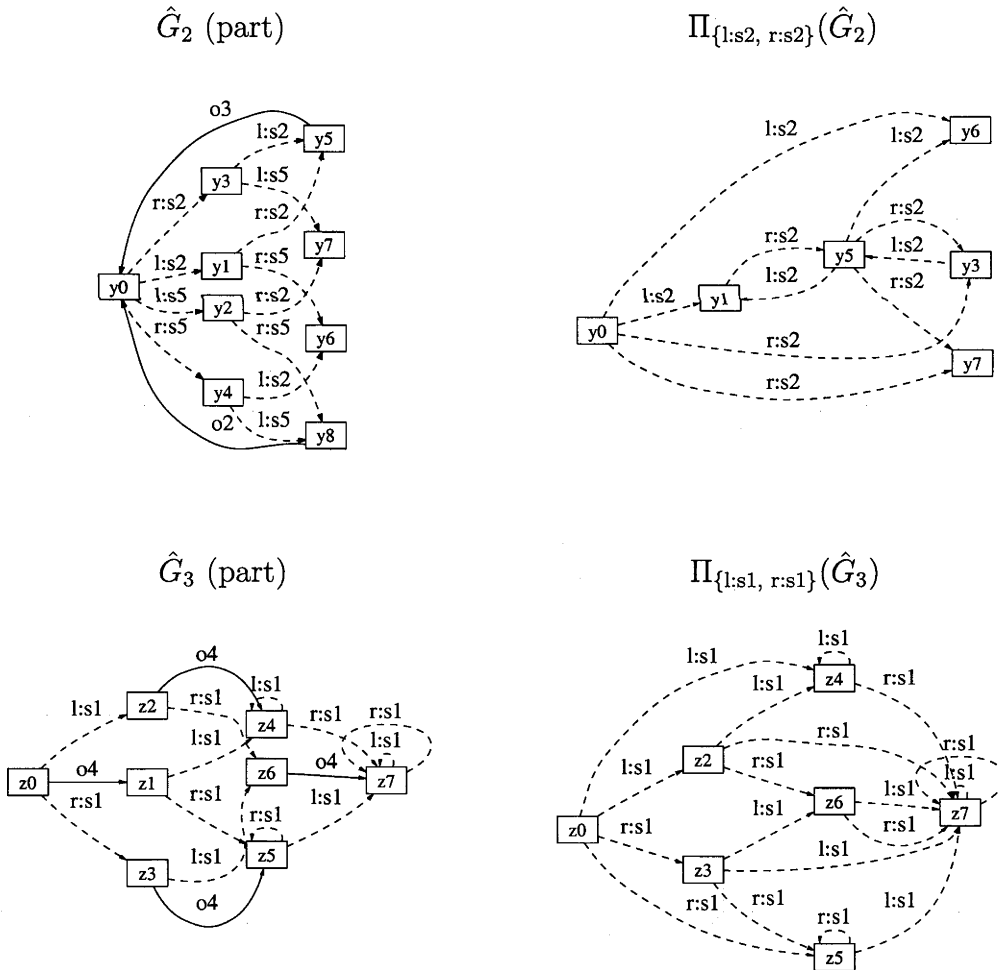 Ĝ₂ (part)
Π{l:s2, r:s2}(Ĝ₂)
o3
l:s2
y5
y3
l:s5
r:s2
r:s2
y7
l:s2
y1
r:s5
y0
l:s5
y2
r:s2
r:s5
r:s5
y6
y4
l:s2
o2
l:s5
y8
l:s2
y6
l:s2
r:s2
r:s2
y5
l:s2
y3
l:s2
y1
l:s2
r:s2
y0
r:s2
y7
r:s2
Ĝ₃ (part)
Π{l:s1, r:s1}(Ĝ₃)
o4
l:s1
z2
r:s1
l:s1
z4
r:s1
r:s1
l:s1
l:s1
z0
o4
z1
z6
o4
z7
r:s1
r:s1
l:s1
r:s1
z5
z3
l:s1
o4
l:s1
l:s1
z4
r:s1
l:s1
r:s1
l:s1
z2
r:s1
l:s1
l:s1
z6
z7
z0
r:s1
l:s1
r:s1
z3
l:s1
r:s1
r:s1
r:s1
l:s1
z5